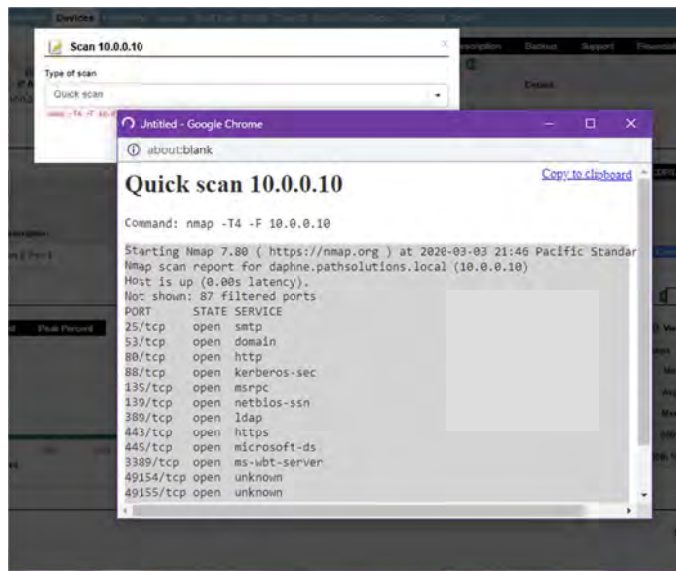 Devices
Description Backup Support Financial
Scan 10.0.0.10
Type of scan
Quick scan
Untitled - Google Chrome
about:blank
Copy to clipboard
Quick scan 10.0.0.10
Command: nmap -T4 -F 10.0.0.10
Starting Nmap 7.80 ( https://nmap.org ) at 2020-03-03 21:46 Pacific Standar
Nmap scan report for daphne.pathsolutions.local (10.0.0.10)
Host is up (0.00s latency).
Not shown: 87 filtered ports
PORT STATE SERVICE
25/tcp open smtp
53/tcp open domain
80/tcp open http
88/tcp open kerberos-sec
135/tcp open msrpc
139/tcp open netbios-ssn
389/tcp open ldap
443/tcp open https
445/tcp open microsoft-ds
3389/tcp open ms-wbt-server
49154/tcp open unknown
49155/tcp open unknown
Peak Percent